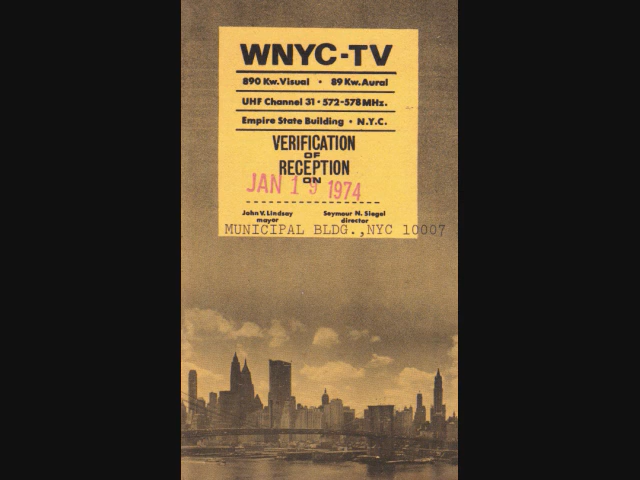 WNYC-TV
890 Kw.Visual • 89 Kw.Aural
UHF Channel 31 • 572-578 MHz.
Empire State Building • N.Y.C.
VERIFICATION
OF
RECEPTION
ON
JAN 19 1974
John V. Lindsay Seymour N. Siegel
mayor director
MUNICIPAL BLDG.,NYC 10007